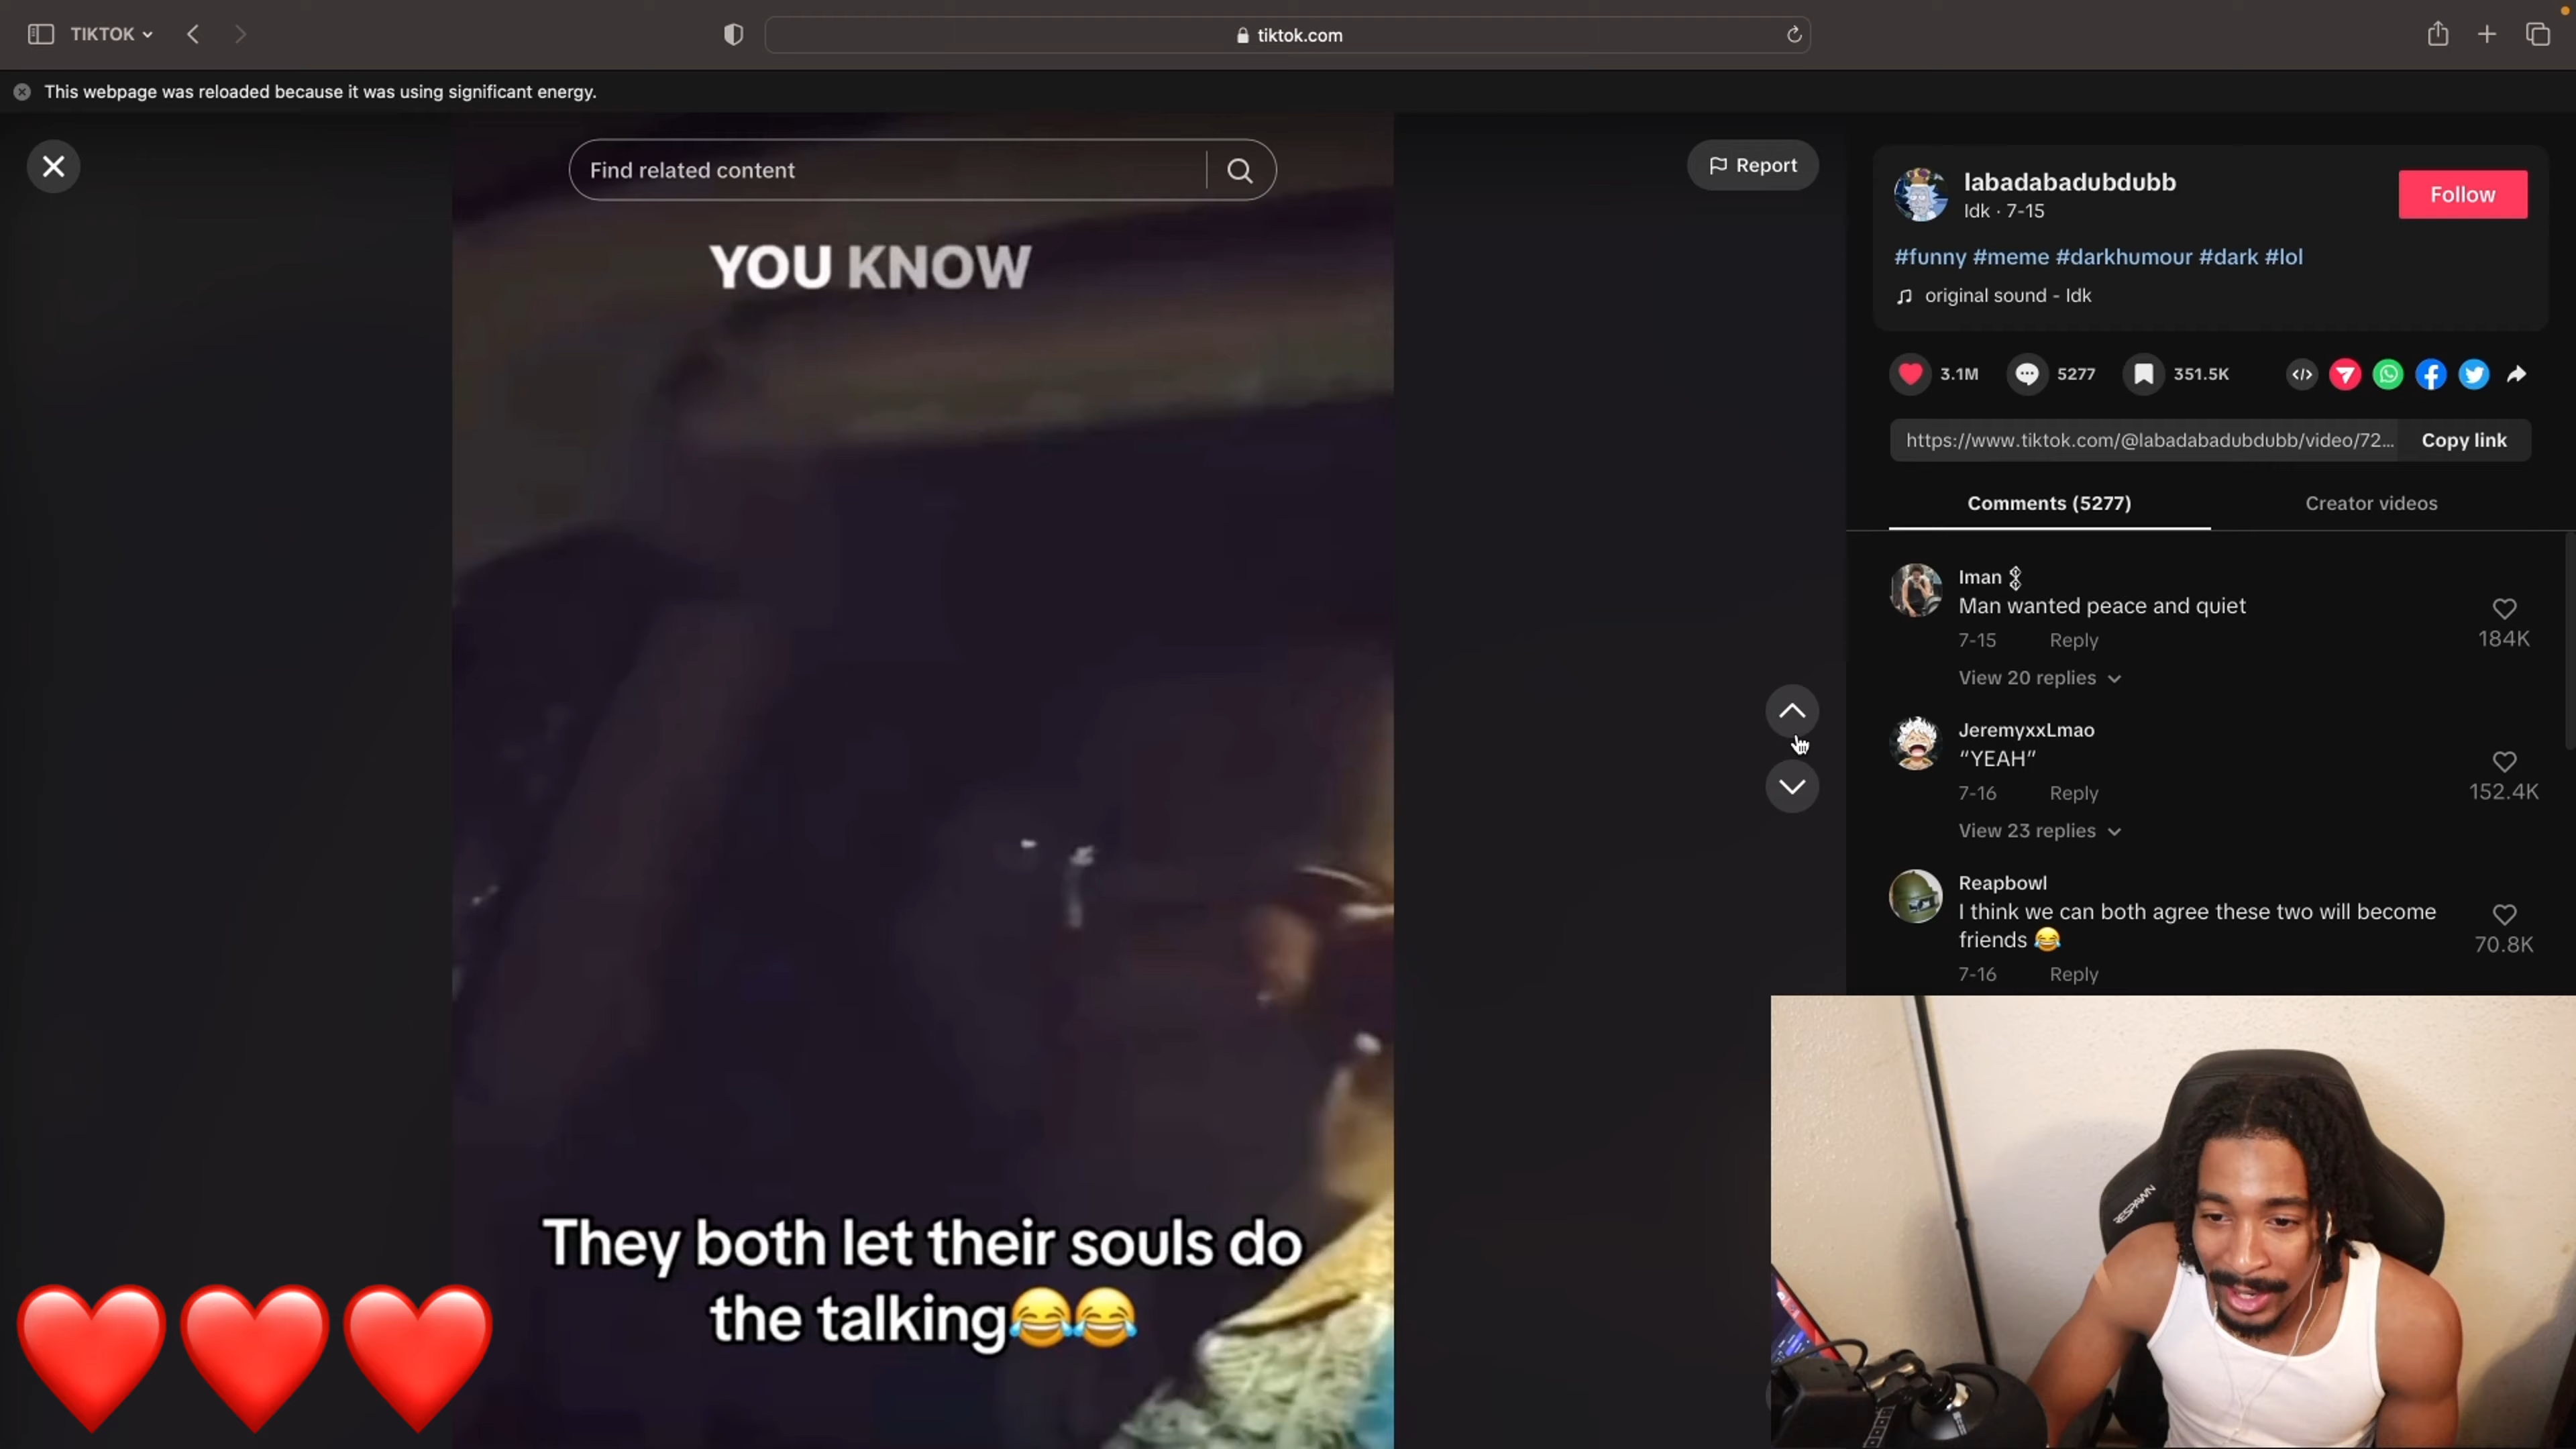 TIKTOK
tiktok.com
This webpage was reloaded because it was using significant energy.
Find related content
Report
YOU KNOW
They both let their souls do
the talking😂😂
labadabadubdubb
ldk · 7-15
Follow
#funny #meme #darkhumour #dark #lol
original sound - ldk
3.1M
5277
351.5K
https://www.tiktok.com/@labadabadubdubb/video/72...
Copy link
Comments (5277)
Creator videos
Iman
Man wanted peace and quiet
7-15 Reply
184K
View 20 replies
JeremyxxLmao
“YEAH”
7-16 Reply
152.4K
View 23 replies
Reapbowl
I think we can both agree these two will become
friends 😂
7-16 Reply
70.8K
RESPAWN